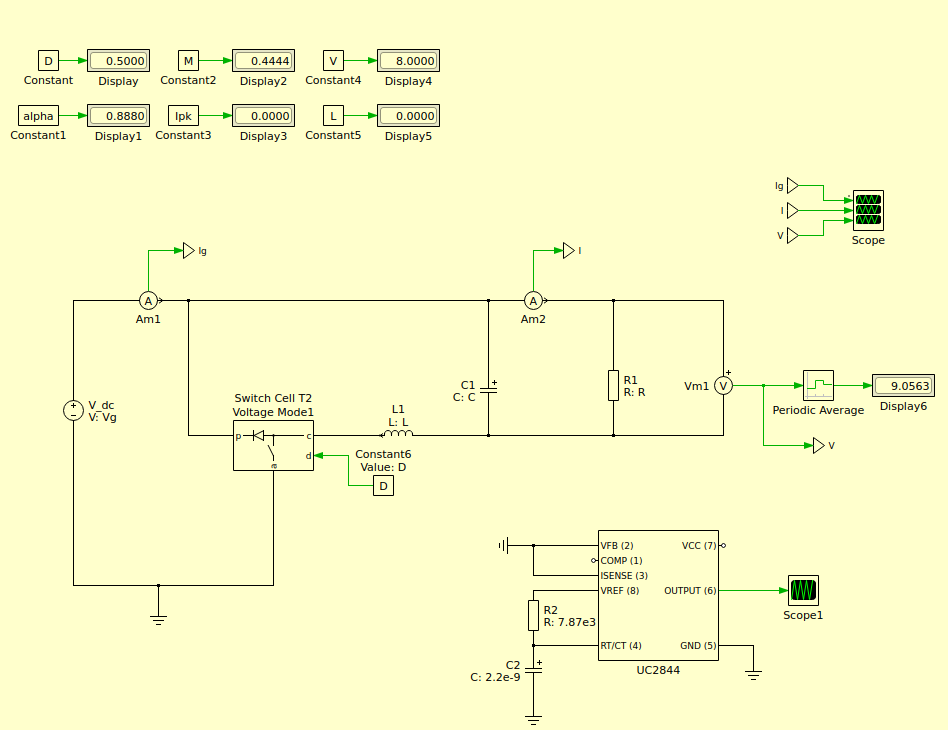 D
0.5000
M
0.4444
V
8.0000
Constant
Display
Constant2
Display2
Constant4
Display4
alpha
0.8880
Ipk
0.0000
L
0.0000
Constant1
Display1
Constant3
Display3
Constant5
Display5
Ig
I
V
Scope
Ig
I
A
Am1
A
Am2
V_dc
V: Vg
Switch Cell T2
Voltage Mode1
p
c
d
a
L1
L: L
Constant6
Value: D
D
C1
C: C
R1
R: R
Vm1
V
+
Periodic Average
9.0563
Display6
V
VFB (2)
VCC (7)
COMP (1)
ISENSE (3)
VREF (8)
OUTPUT (6)
RT/CT (4)
GND (5)
UC2844
R2
R: 7.87e3
C2
C: 2.2e-9
Scope1